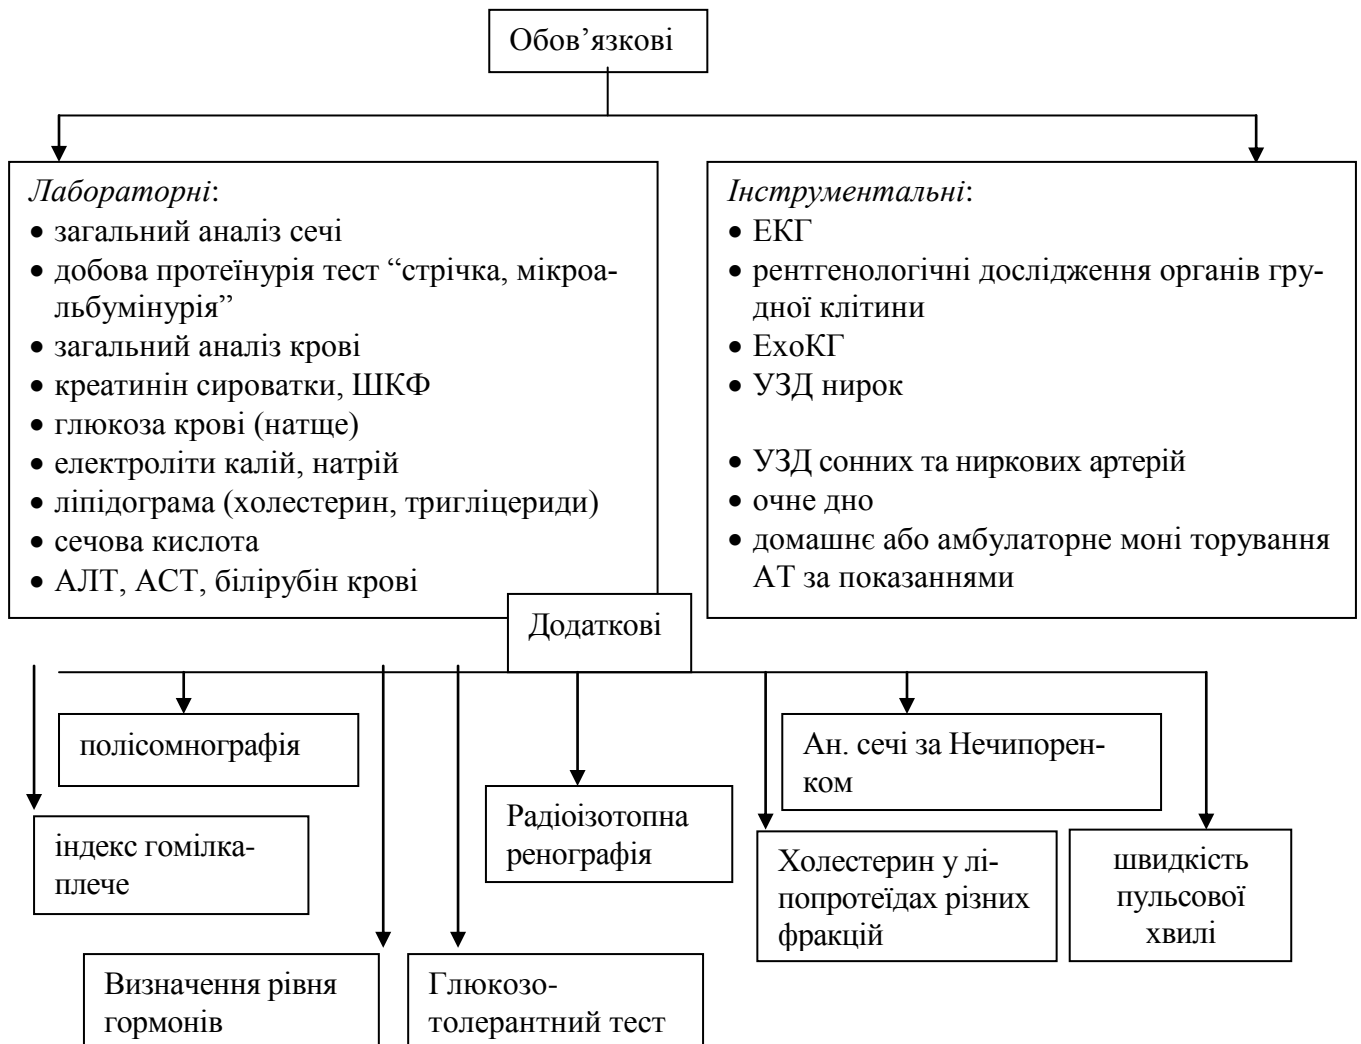 Обов’язкові
Лабораторні:
• загальний аналіз сечі
• добова протеїнурія тест “стрічка, мікроа-
льбумінурія”
• загальний аналіз крові
• креатинін сироватки, ШКФ
• глюкоза крові (натще)
• електроліти калій, натрій
• ліпідограма (холестерин, тригліцериди)
• сечова кислота
• АЛТ, АСТ, білірубін крові
Інструментальні:
• ЕКГ
• рентгенологічні дослідження органів гру-
дної клітини
• ЕхоКГ
• УЗД нирок
• УЗД сонних та ниркових артерій
• очне дно
• домашнє або амбулаторне моні торування
АТ за показаннями
Додаткові
полісомнографія
Ан. сечі за Нечипорен-
ком
індекс гомілка-
плече
Радіоізотопна
ренографія
Холестерин у лі-
попротеїдах різних
фракцій
швидкість
пульсової
хвилі
Визначення рівня
гормонів
Глюкозо-
толерантний тест